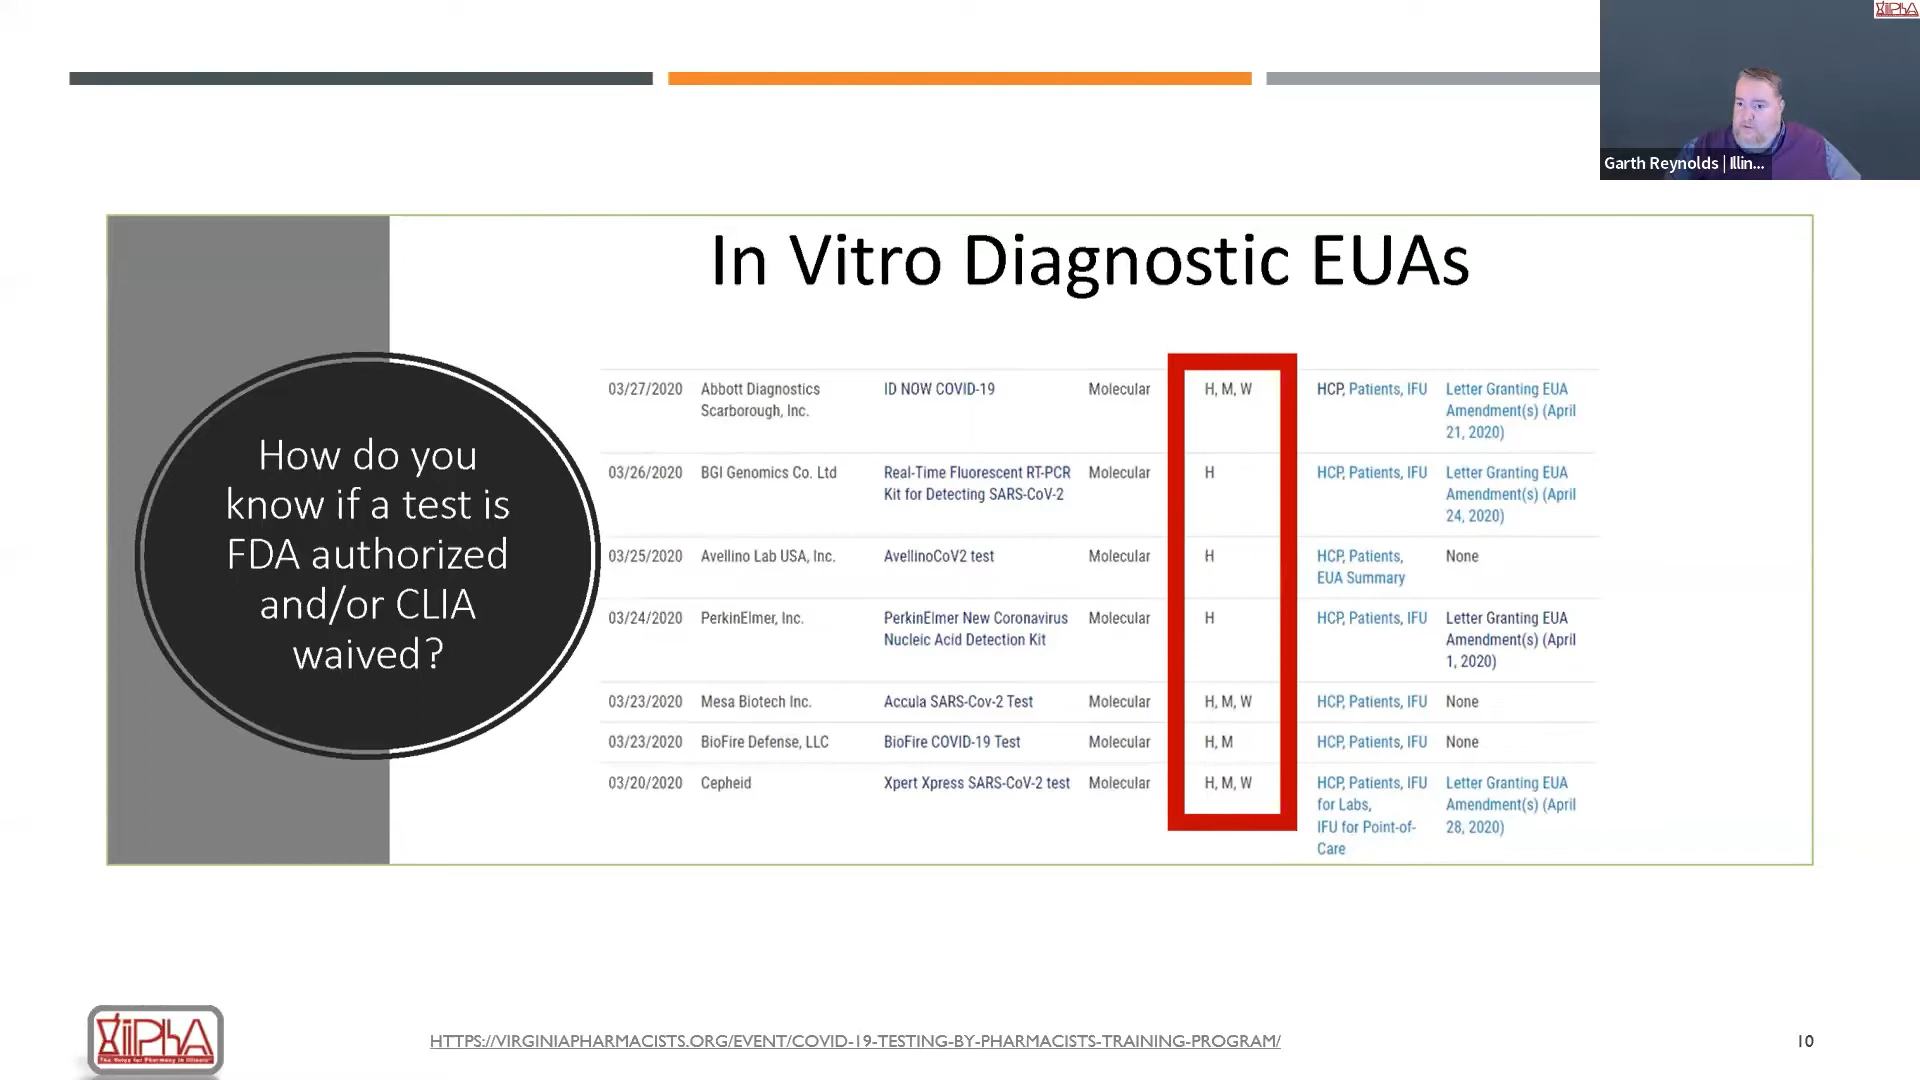 IIPhA
Garth Reynolds | Illin...
In Vitro Diagnostic EUAs
How do you
know if a test is
FDA authorized
and/or CLIA
waived?
03/27/2020 Abbott Diagnostics ID NOW COVID-19 Molecular H, M, W HCP, Patients, IFU Letter Granting EUA
Scarborough, Inc. Amendment(s) (April
21, 2020)
03/26/2020 BGI Genomics Co. Ltd Real-Time Fluorescent RT-PCR Molecular H HCP, Patients, IFU Letter Granting EUA
Kit for Detecting SARS-CoV-2 Amendment(s) (April
24, 2020)
03/25/2020 Avellino Lab USA, Inc. AvellinoCoV2 test Molecular H HCP, Patients, None
EUA Summary
03/24/2020 PerkinElmer, Inc. PerkinElmer New Coronavirus Molecular H HCP, Patients, IFU Letter Granting EUA
Nucleic Acid Detection Kit Amendment(s) (April
1, 2020)
03/23/2020 Mesa Biotech Inc. Accula SARS-Cov-2 Test Molecular H, M, W HCP, Patients, IFU None
03/23/2020 BioFire Defense, LLC BioFire COVID-19 Test Molecular H, M HCP, Patients, IFU None
03/20/2020 Cepheid Xpert Xpress SARS-CoV-2 test Molecular H, M, W HCP, Patients, IFU Letter Granting EUA
for Labs, Amendment(s) (April
IFU for Point-of- 28, 2020)
Care
IIPhA
The Voice for Pharmacy in Illinois
HTTPS://VIRGINIAPHARMACISTS.ORG/EVENT/COVID-19-TESTING-BY-PHARMACISTS-TRAINING-PROGRAM/
10